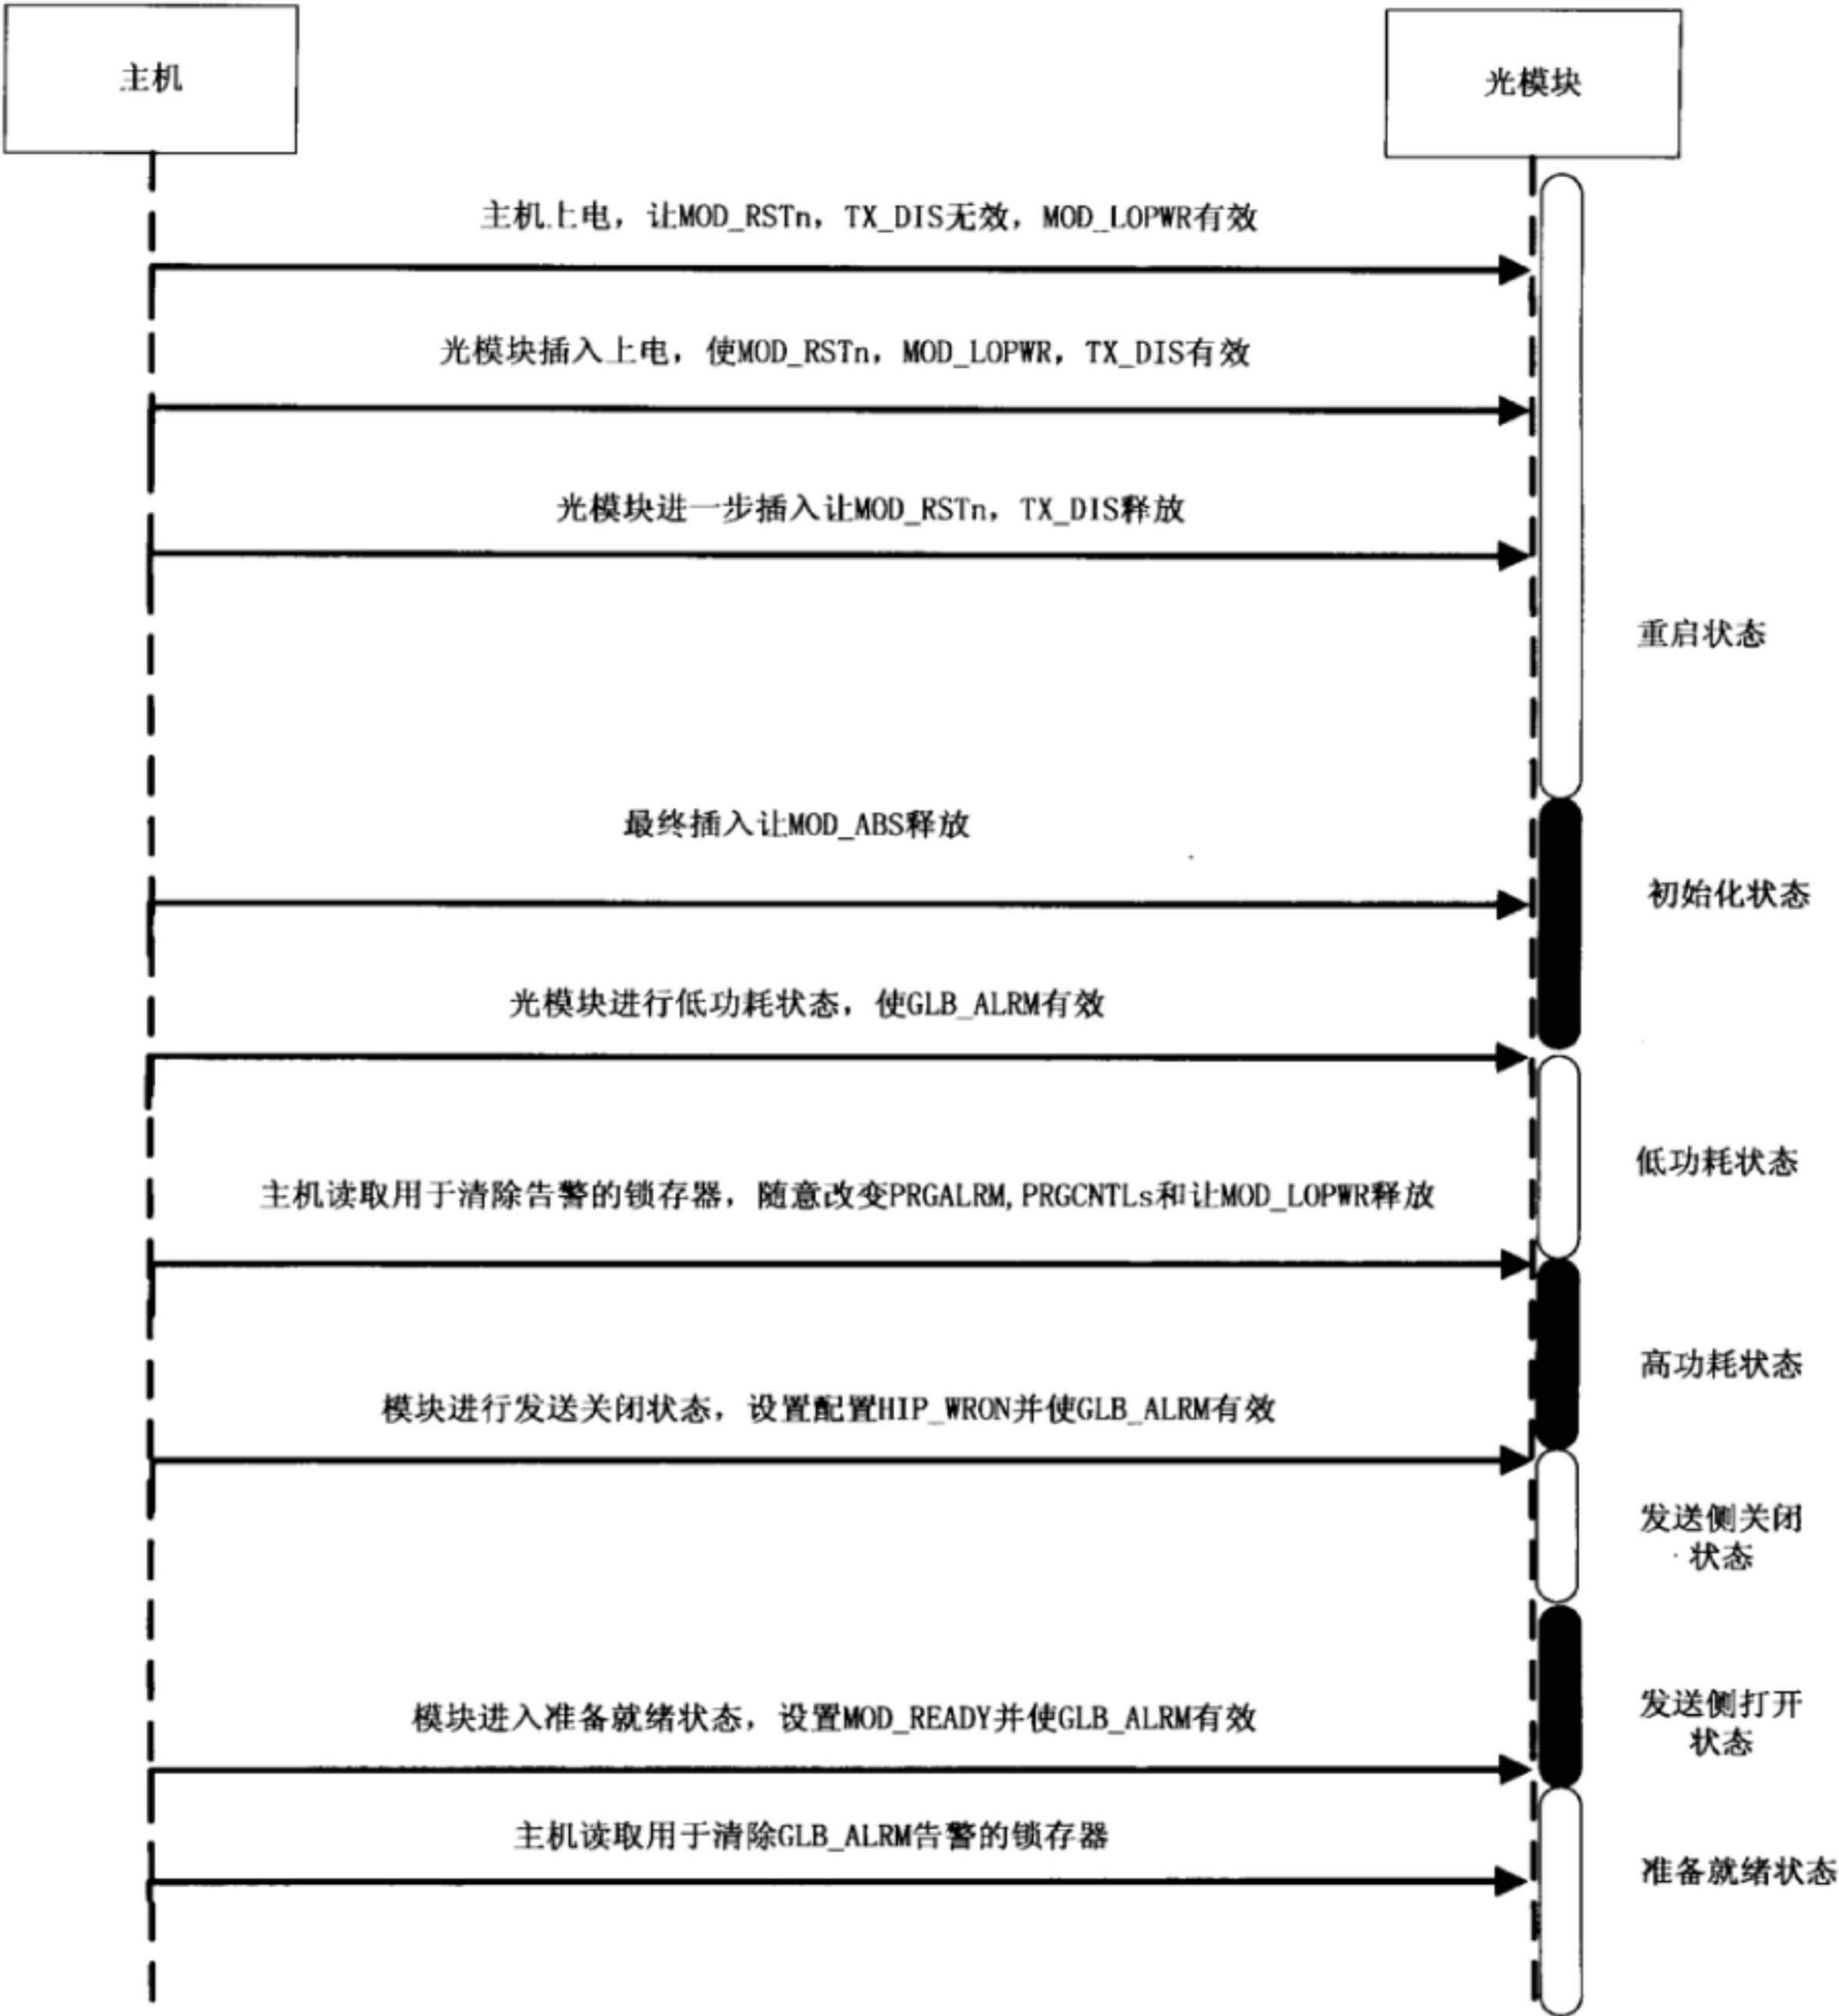 主机
光模块
主机上电，让MOD_RSTn，TX_DIS无效，MOD_LOPWR有效
光模块插入上电，使MOD_RSTn，MOD_LOPWR，TX_DIS有效
光模块进一步插入让MOD_RSTn，TX_DIS释放
重启状态
最终插入让MOD_ABS释放
初始化状态
光模块进行低功耗状态，使GLB_ALRM有效
低功耗状态
主机读取用于清除告警的锁存器，随意改变PRGALRM,PRGCNTLs和让MOD_LOPWR释放
高功耗状态
模块进行发送关闭状态，设置配置HIP_WRON并使GLB_ALRM有效
发送侧关闭
状态
发送侧打开
状态
模块进入准备就绪状态，设置MOD_READY并使GLB_ALRM有效
主机读取用于清除GLB_ALRM告警的锁存器
准备就绪状态